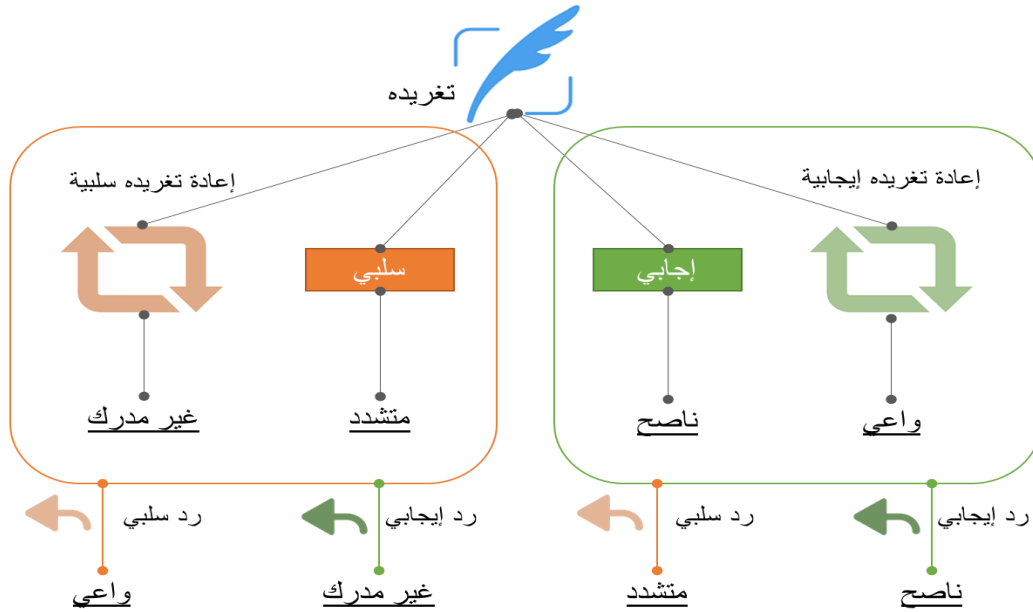 تغريده
إعادة تغريده إيجابية
إعادة تغريده سلبية
إجابي
سلبي
واعي
ناصح
متشدد
غير مدرك
رد إيجابي
رد سلبي
رد إيجابي
رد سلبي
ناصح
متشدد
غير مدرك
واعي